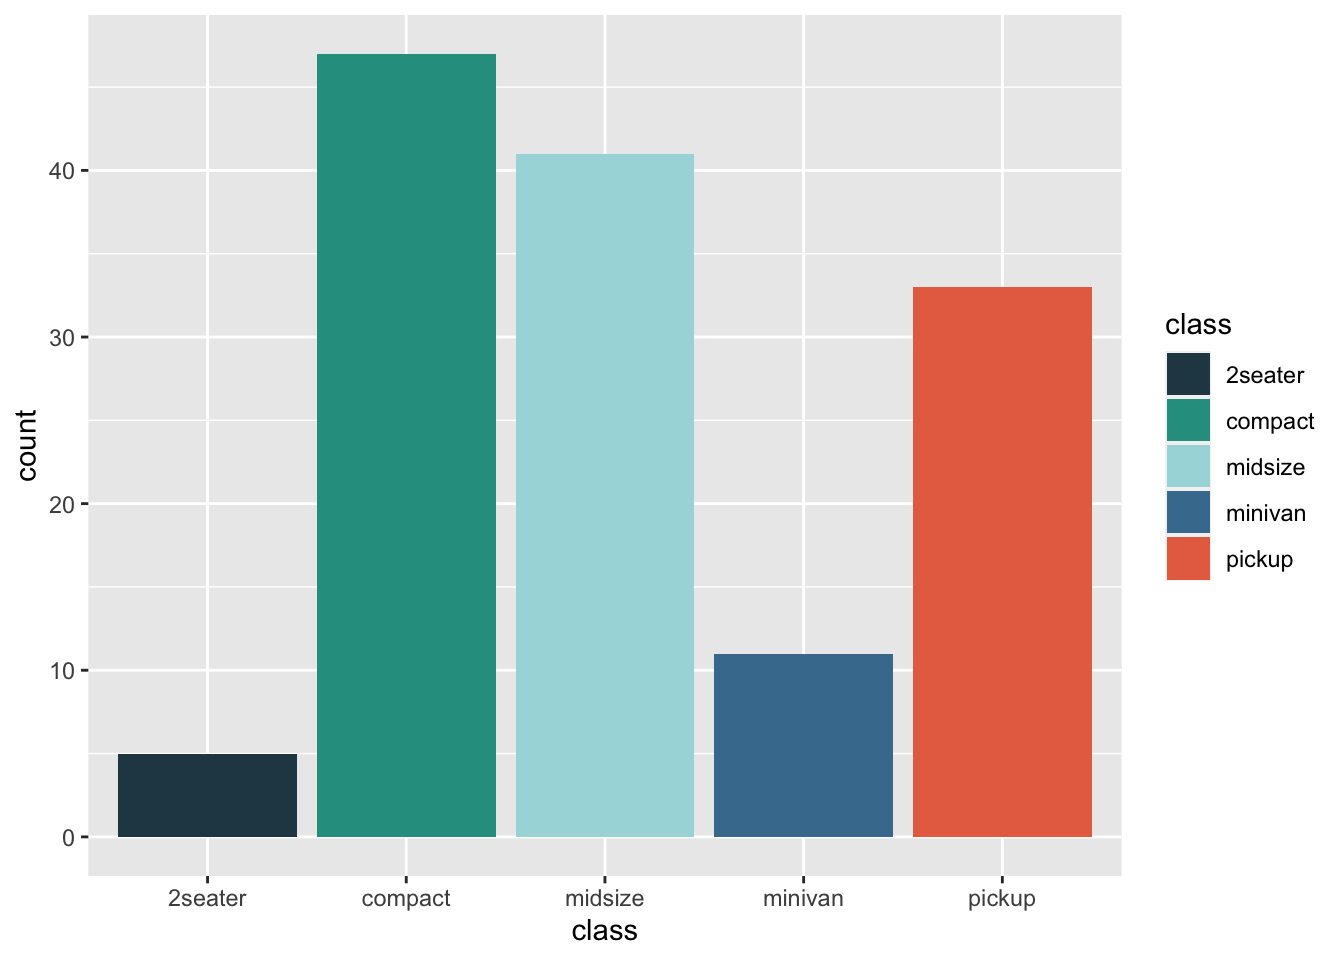 count
40
30
20
10
0
2seater compact midsize minivan pickup
class
class
2seater
compact
midsize
minivan
pickup